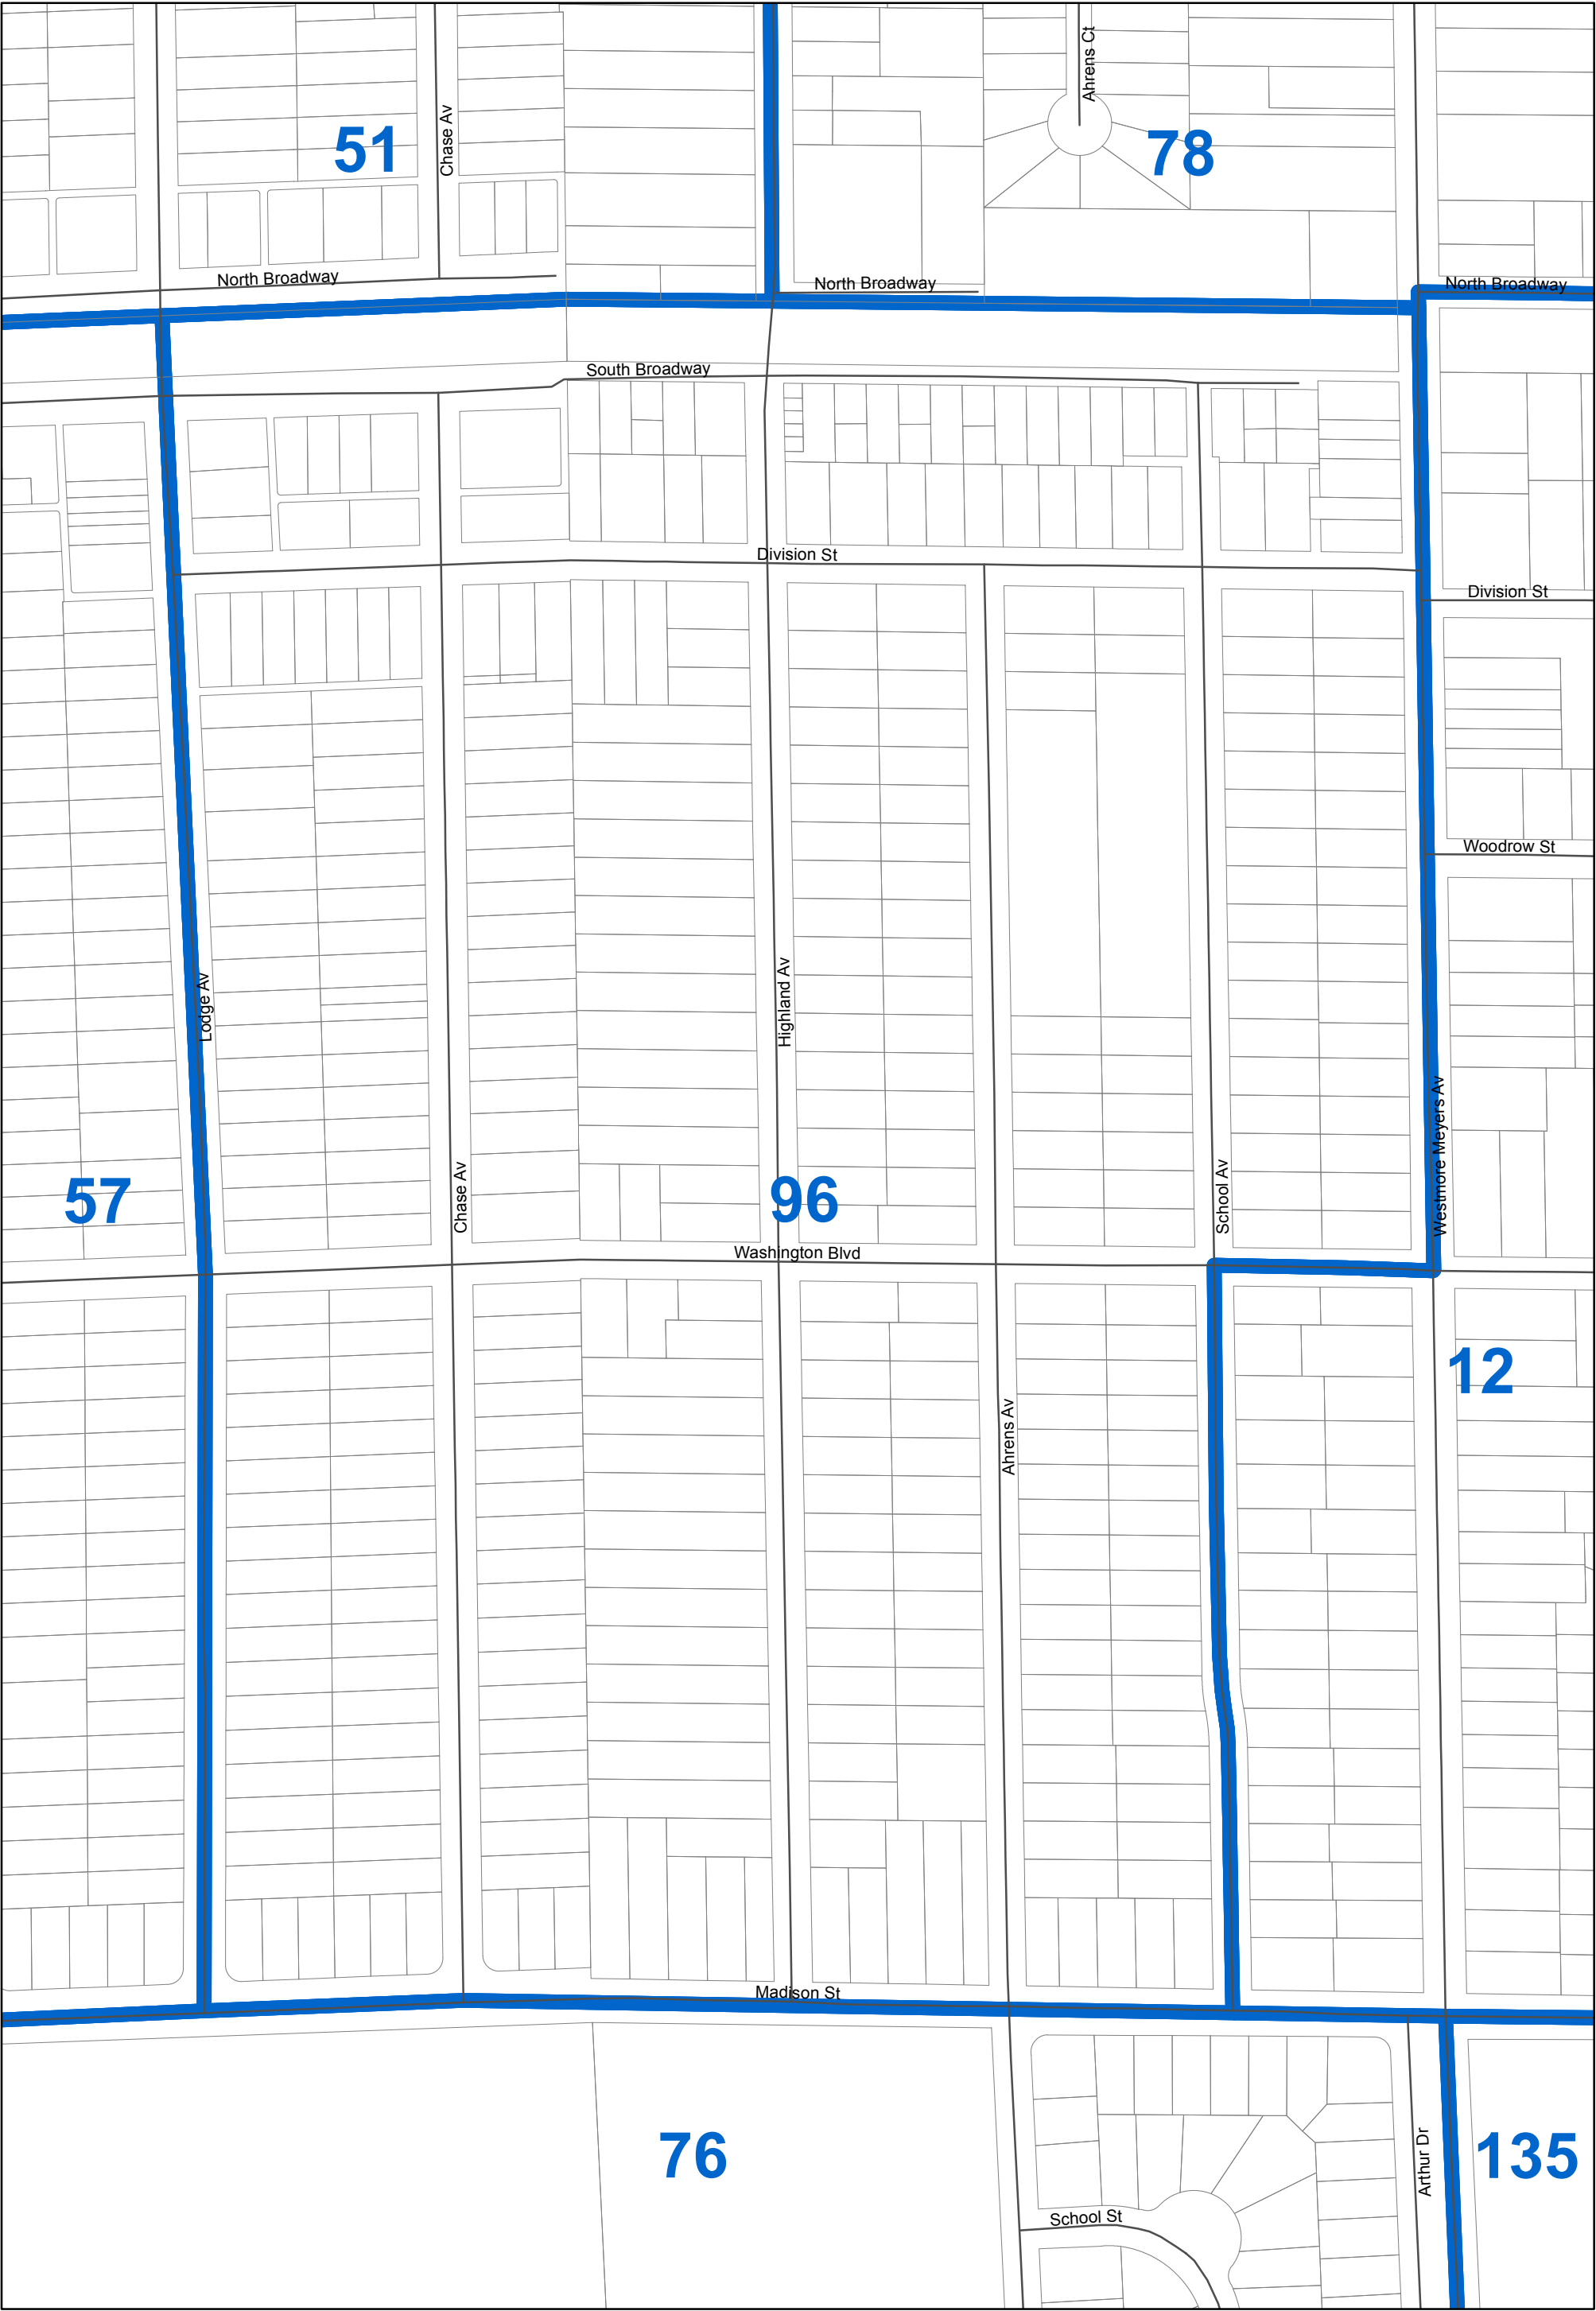 Ahrens Ct
Chase Av
51
78
North Broadway
North Broadway
North Broadway
South Broadway
Division St
Division St
Woodrow St
Lodge Av
Highland Av
Westmore Meyers Av
Chase Av
School Av
57
96
Washington Blvd
12
Ahrens Av
Madison St
76
Arthur Dr
135
School St